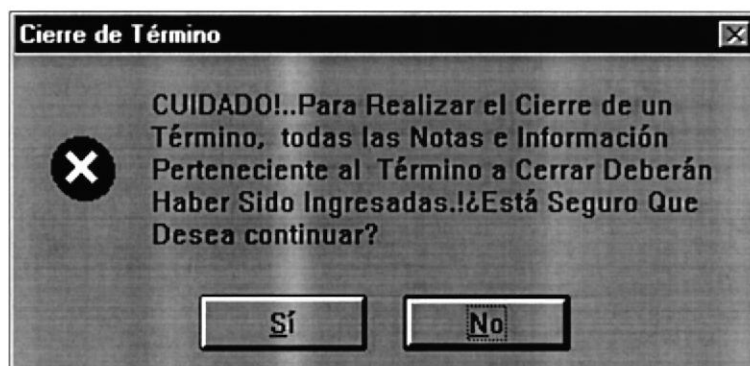 Cierre de Término
CUIDADO!..Para Realizar el Cierre de un
Término, todas las Notas e Información
Perteneciente al Término a Cerrar Deberán
Haber Sido Ingresadas.!¿Está Seguro Que
Desea continuar?
Sí
No